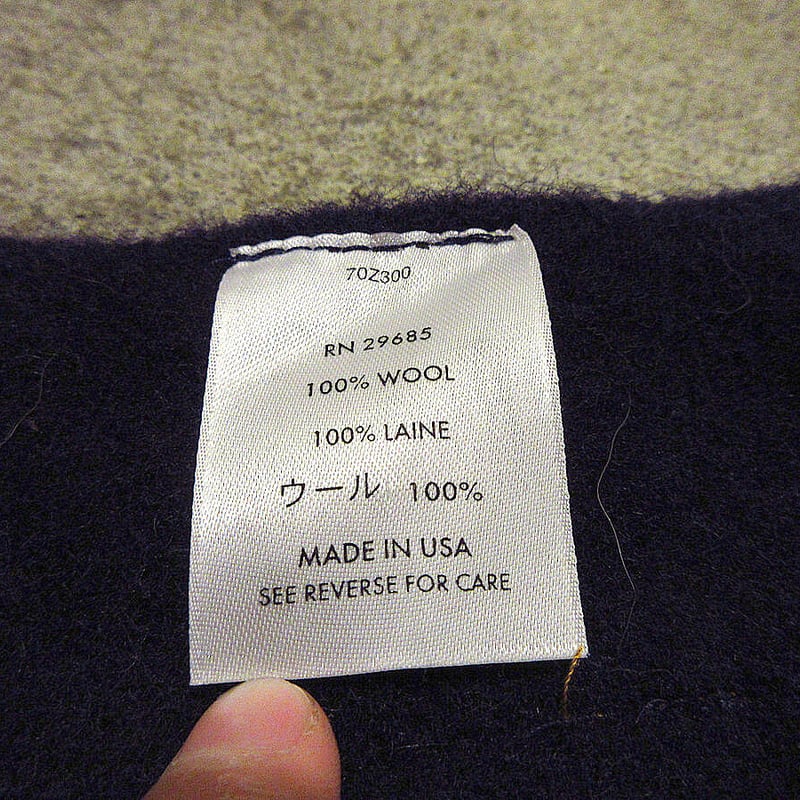 70Z300
RN 29685
100% WOOL
100% LAINE
ウール 100%
MADE IN USA
SEE REVERSE FOR CARE